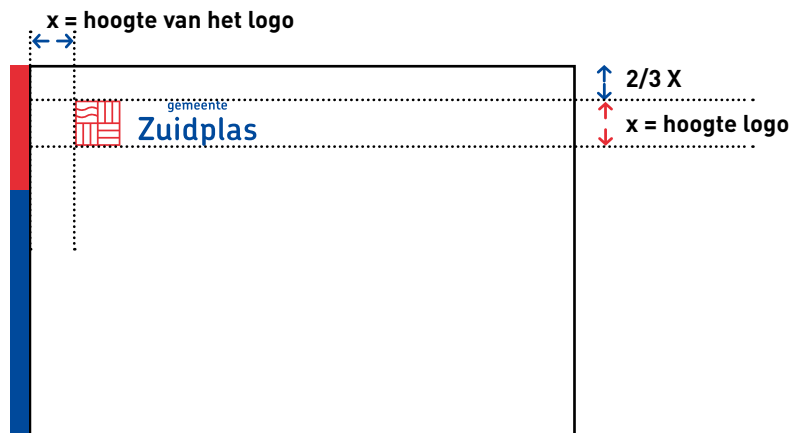 x = hoogte van het logo
2/3 X
gemeente
Zuidplas
x = hoogte logo